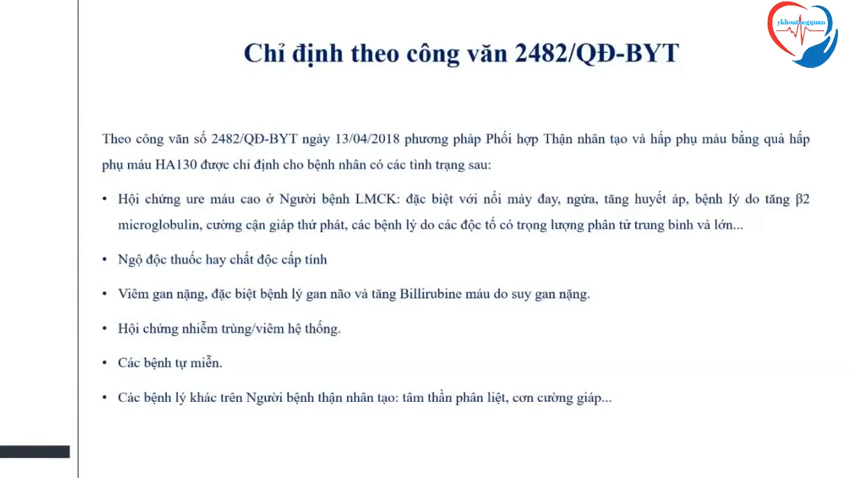 ykhoatongquan
Chỉ định theo công văn 2482/QĐ-BYT
Theo công văn số 2482/QĐ-BYT ngày 13/04/2018 phương pháp Phối hợp Thận nhân tạo và hấp phụ máu bằng quả hấp
phụ máu HA130 được chỉ định cho bệnh nhân có các tình trạng sau:
• Hội chứng ure máu cao ở Người bệnh LMCK: đặc biệt với nổi mảy đay, ngứa, tăng huyết áp, bệnh lý do tăng β2
microglobulin, cường cận giáp thứ phát, các bệnh lý do các độc tố có trọng lượng phân tử trung bình và lớn...
• Ngộ độc thuốc hay chất độc cấp tính
• Viêm gan nặng, đặc biệt bệnh lý gan não và tăng Billirubine máu do suy gan nặng.
• Hội chứng nhiễm trùng/viêm hệ thống.
• Các bệnh tự miễn.
• Các bệnh lý khác trên Người bệnh thận nhân tạo: tâm thần phân liệt, cơn cường giáp...